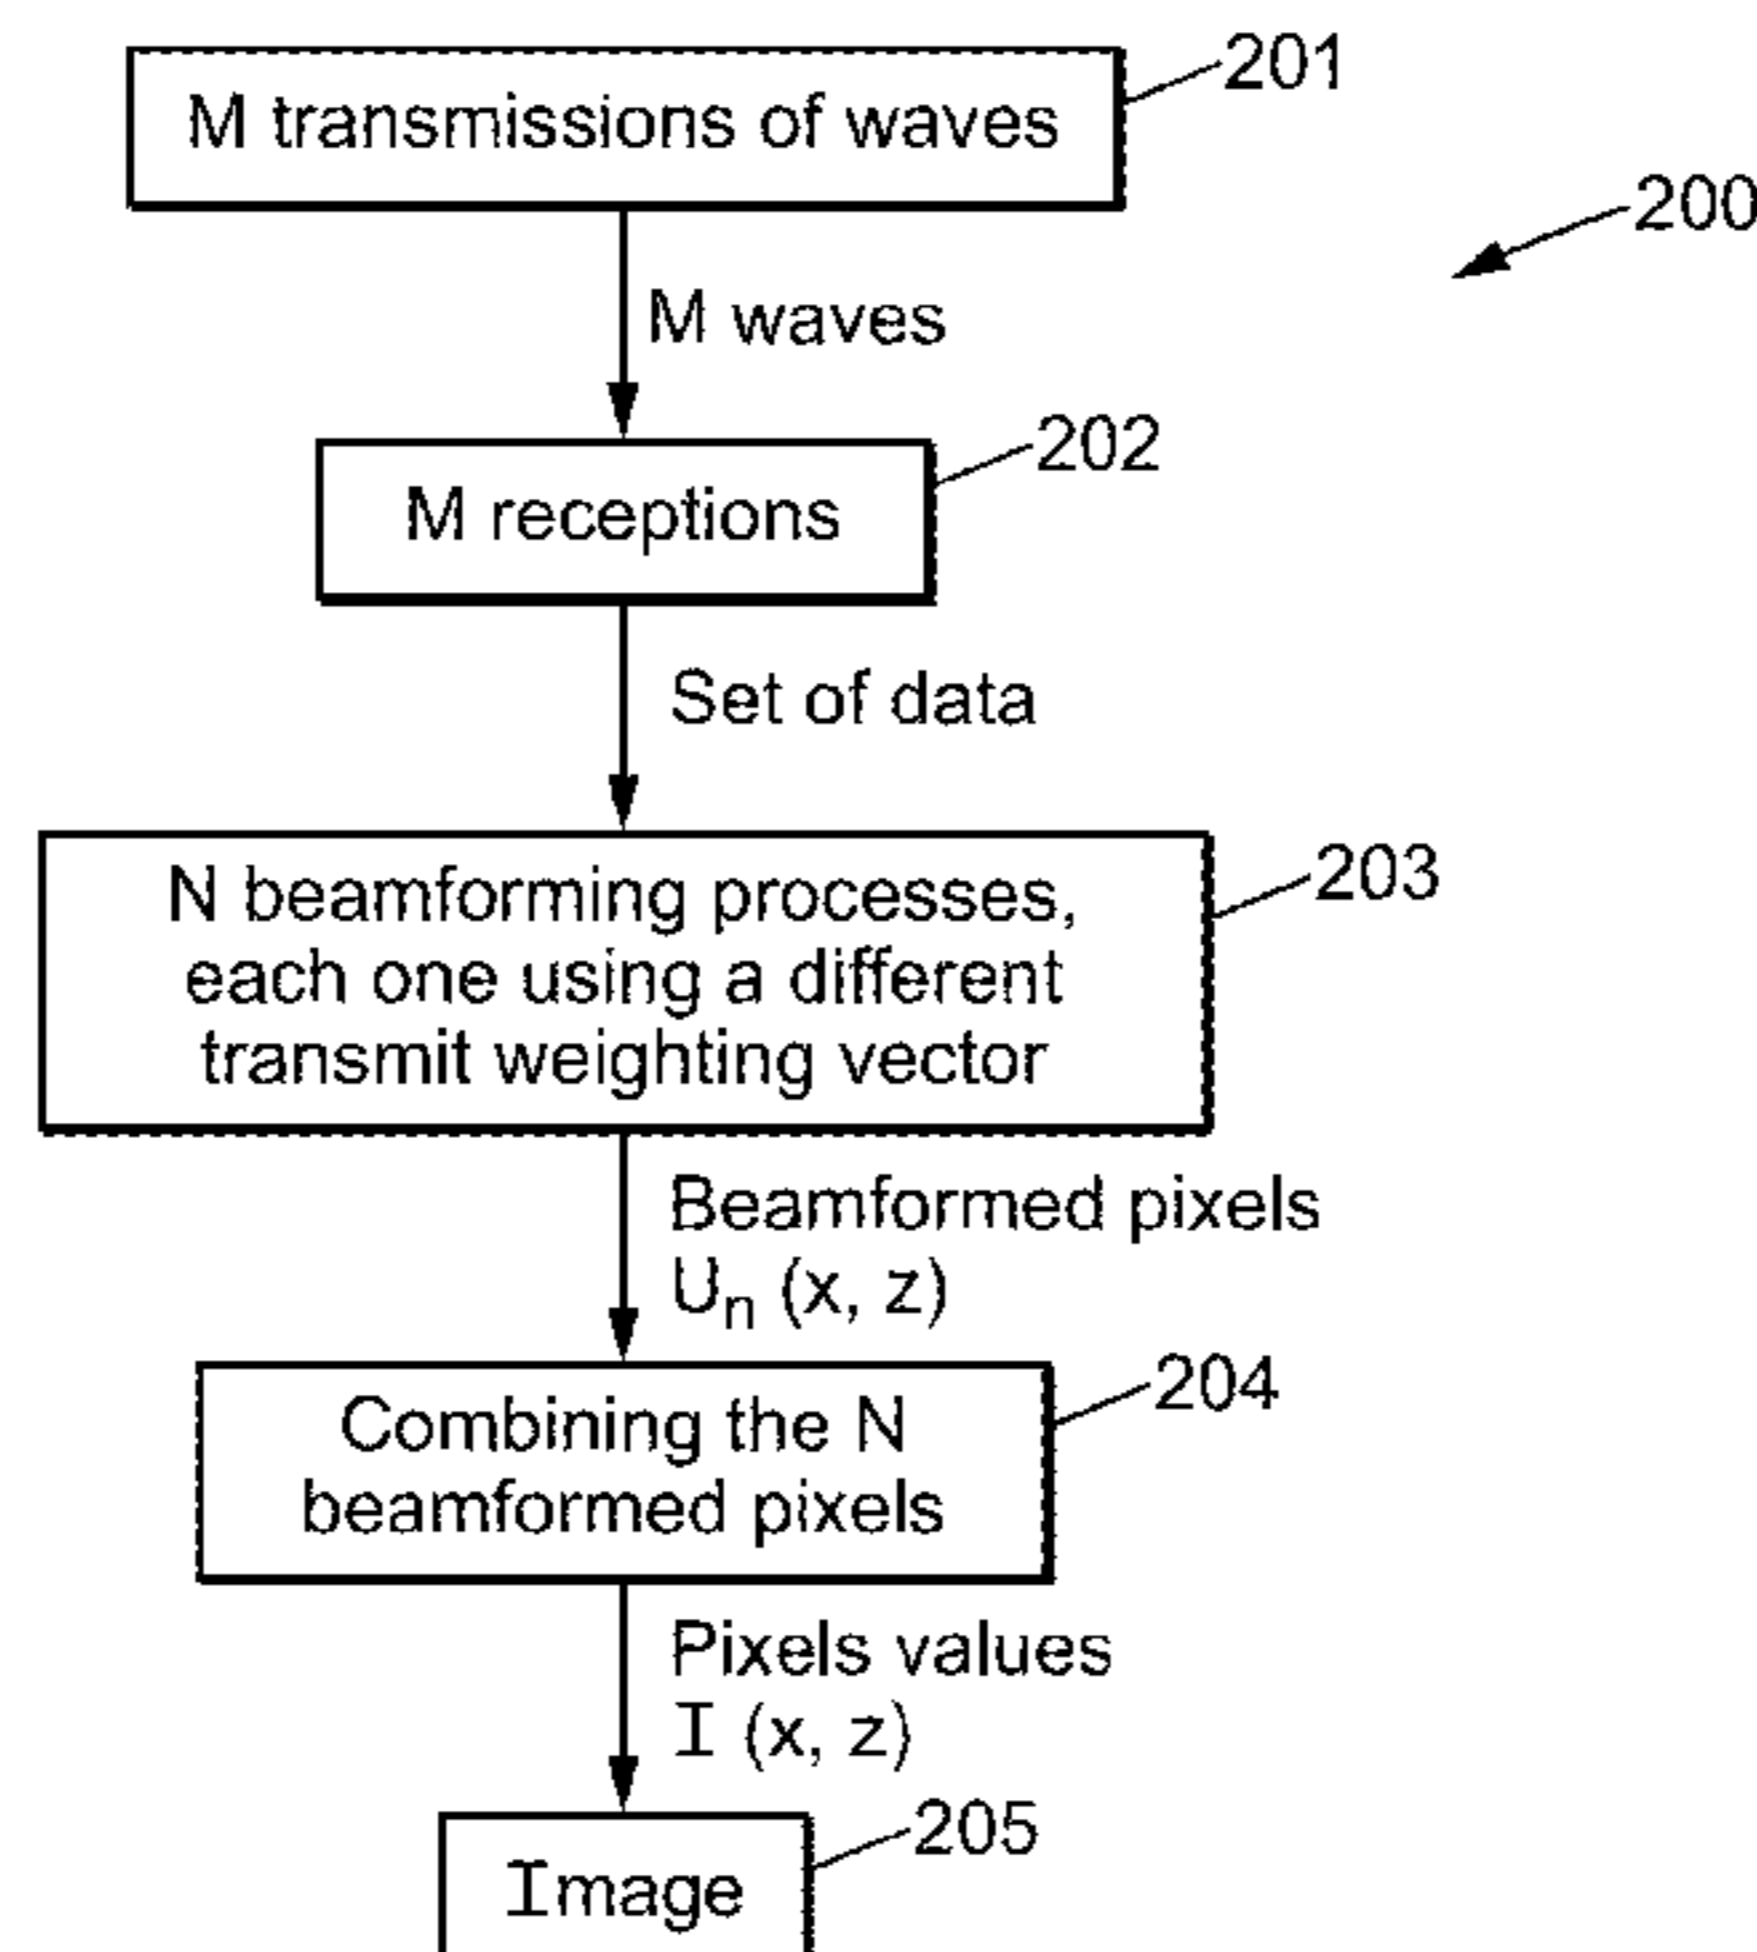 201
M transmissions of waves
200
M waves
202
M receptions
Set of data
203
N beamforming processes,
each one using a different
transmit weighting vector
Beamformed pixels
Uₙ (x, z)
204
Combining the N
beamformed pixels
Pixels values
I (x, z)
205
Image